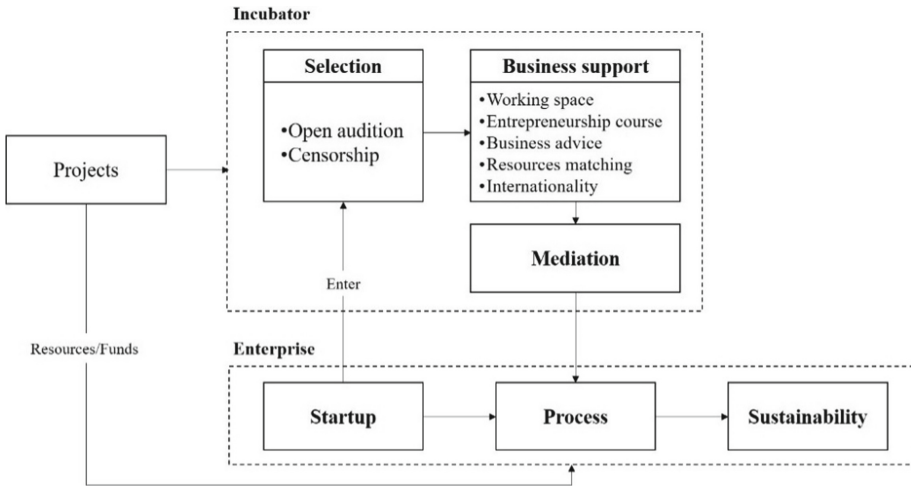 Incubator
Selection
•Open audition
•Censorship
Business support
•Working space
•Entrepreneurship course
•Business advice
•Resources matching
•Internationality
Projects
Mediation
Enter
Resources/Funds
Enterprise
Startup
Process
Sustainability